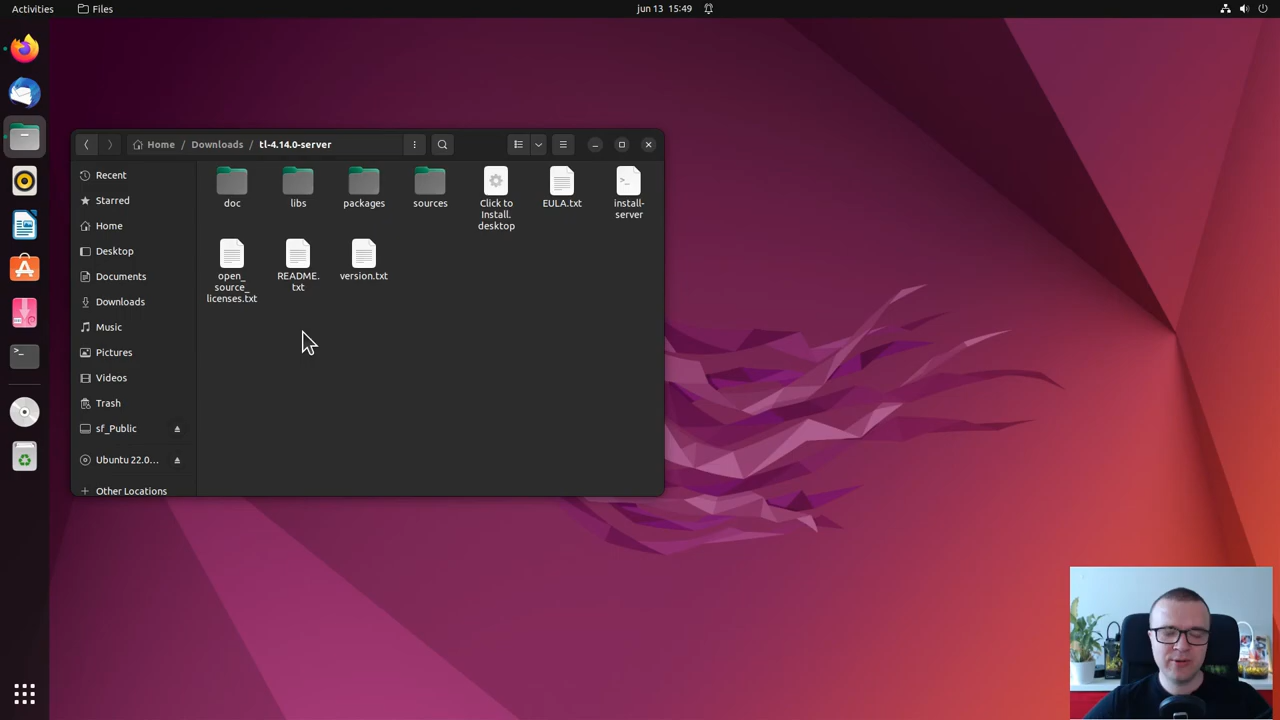 Activities
Files
jun 13 15:49
Home / Downloads / tl-4.14.0-server
Recent
Starred
Home
Desktop
Documents
Downloads
Music
Pictures
Videos
Trash
sf_Public
Ubuntu 22.0…
Other Locations
doc
libs
packages
sources
Click to
Install.
desktop
EULA.txt
install-
server
open_
source_
licenses.txt
README.
txt
version.txt